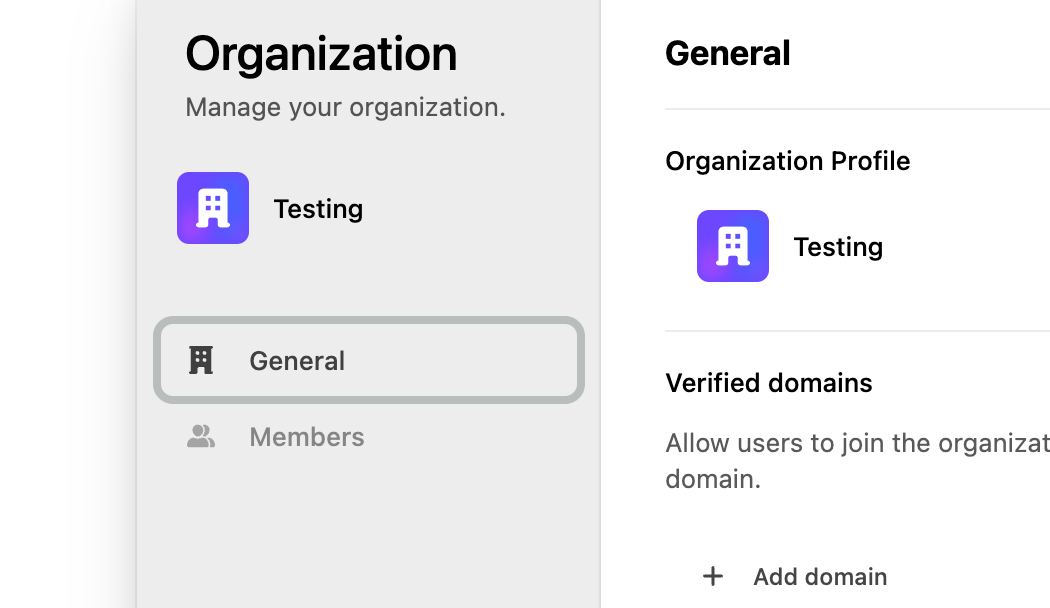 Organization
Manage your organization.
Testing
General
Members
General
Organization Profile
Testing
Verified domains
Allow users to join the organizat
domain.
+ Add domain